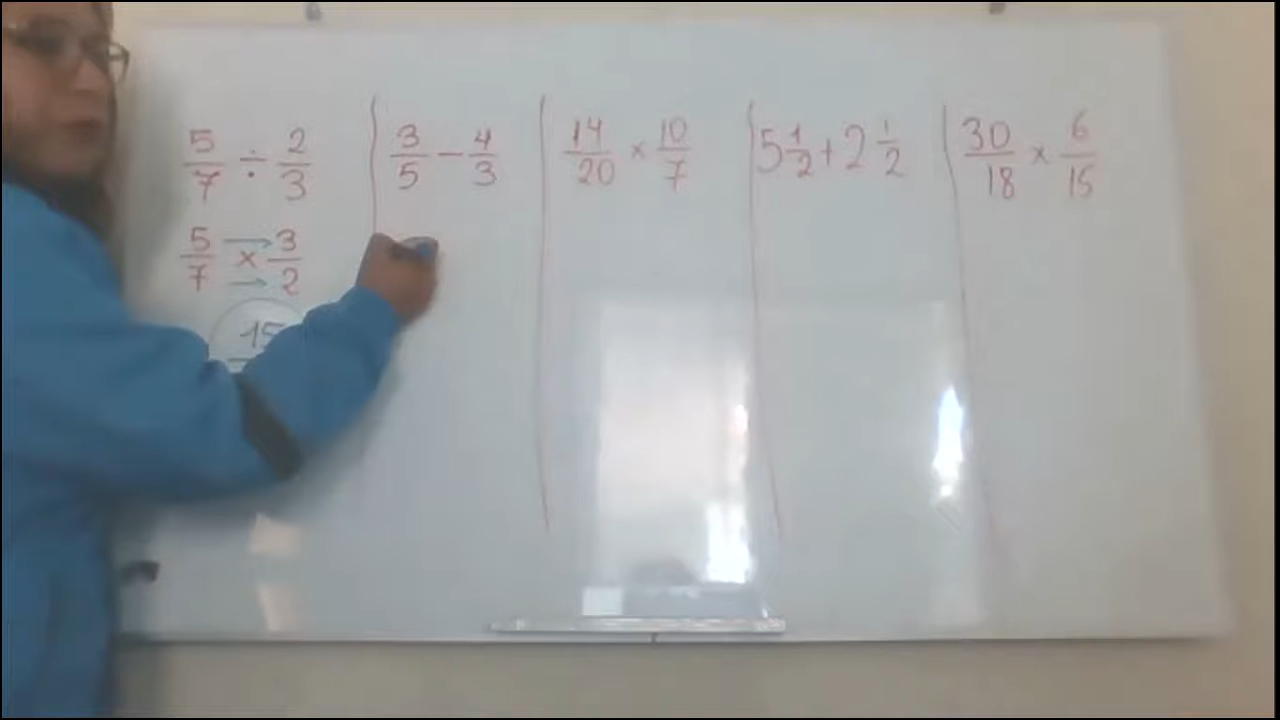 5/7 ÷ 2/3
5/7 × 3/2
15
3/5 − 4/3
14/20 × 10/7
5 1/2 + 2 1/2
30/18 × 6/15